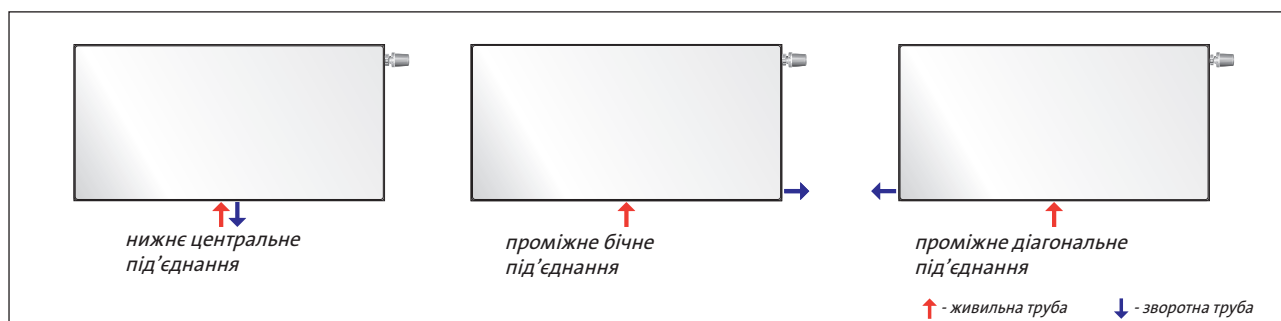 нижнє центральне
під’єднання
проміжне бічне
під’єднання
проміжне діагональне
під’єднання
- живильна труба
- зворотна труба